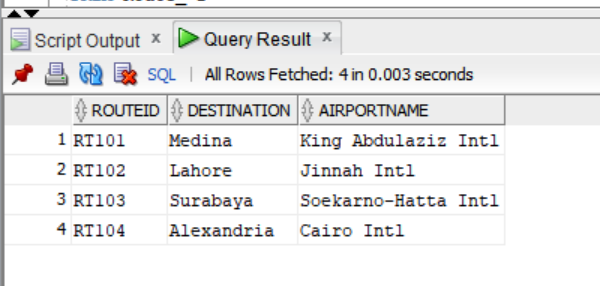 Script Output × Query Result ×
SQL | All Rows Fetched: 4 in 0.003 seconds
ROUTEID DESTINATION AIRPORTNAME
1 RT101 Medina King Abdulaziz Intl
2 RT102 Lahore Jinnah Intl
3 RT103 Surabaya Soekarno-Hatta Intl
4 RT104 Alexandria Cairo Intl